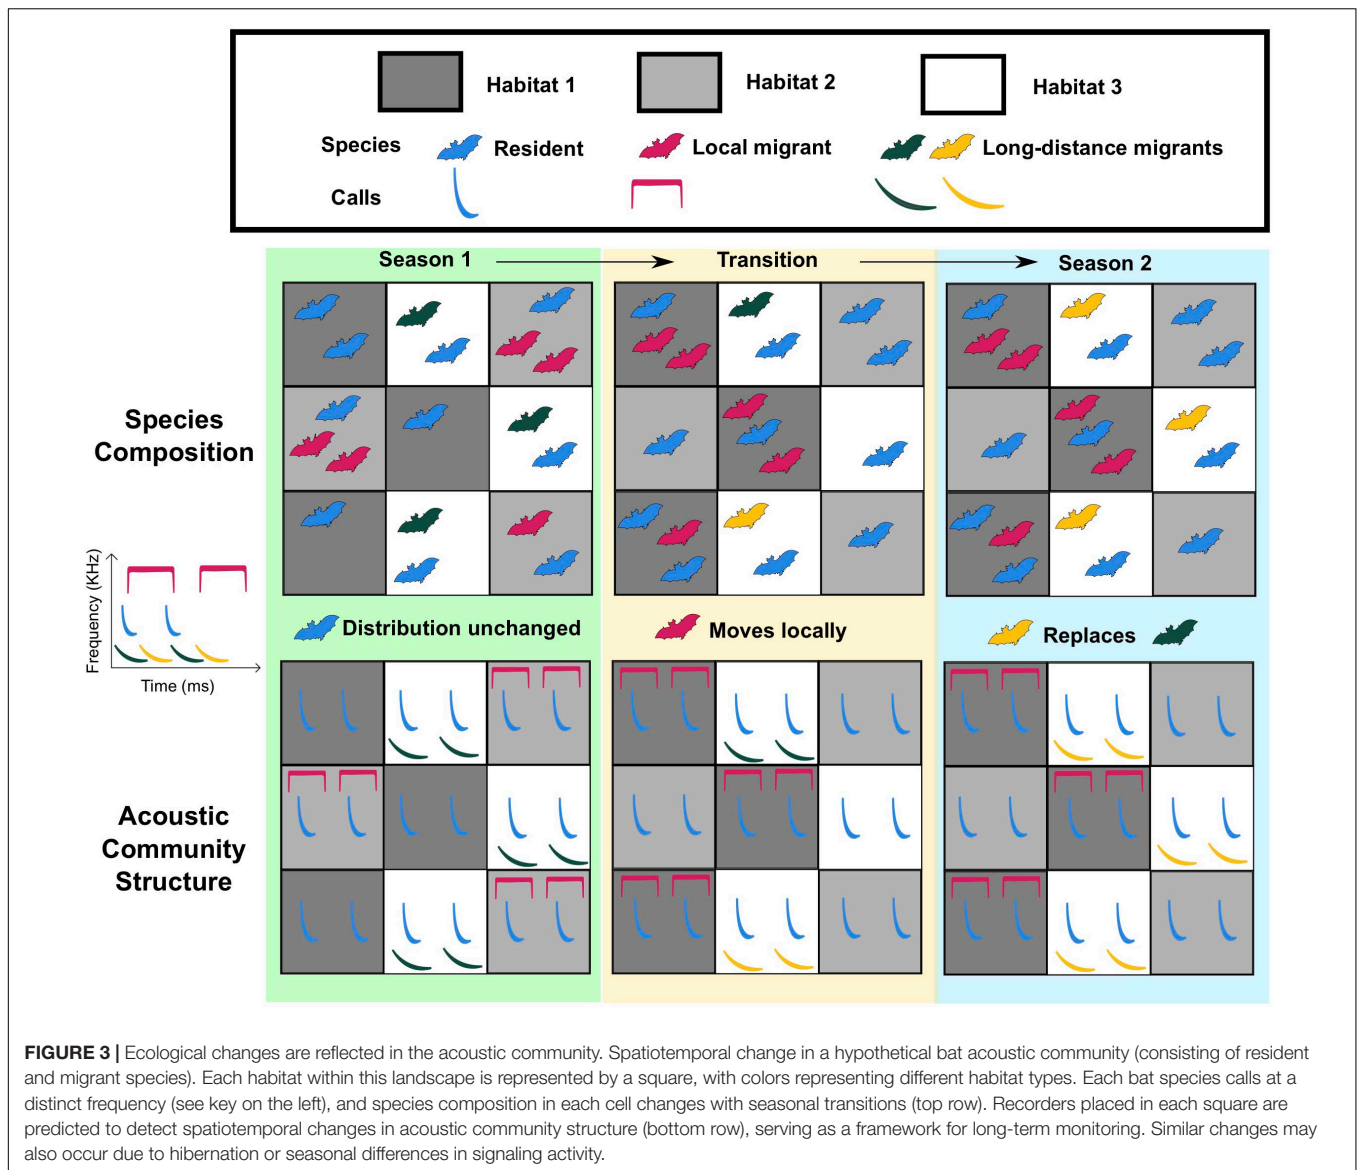 Habitat 1
Habitat 2
Habitat 3
Species
Resident
Local migrant
Long-distance migrants
Calls
Season 1
Transition
Season 2
Species
Composition
Frequency (KHz)
Time (ms)
Distribution unchanged
Moves locally
Replaces
Acoustic
Community
Structure
FIGURE 3 | Ecological changes are reflected in the acoustic community. Spatiotemporal change in a hypothetical bat acoustic community (consisting of resident
and migrant species). Each habitat within this landscape is represented by a square, with colors representing different habitat types. Each bat species calls at a
distinct frequency (see key on the left), and species composition in each cell changes with seasonal transitions (top row). Recorders placed in each square are
predicted to detect spatiotemporal changes in acoustic community structure (bottom row), serving as a framework for long-term monitoring. Similar changes may
also occur due to hibernation or seasonal differences in signaling activity.